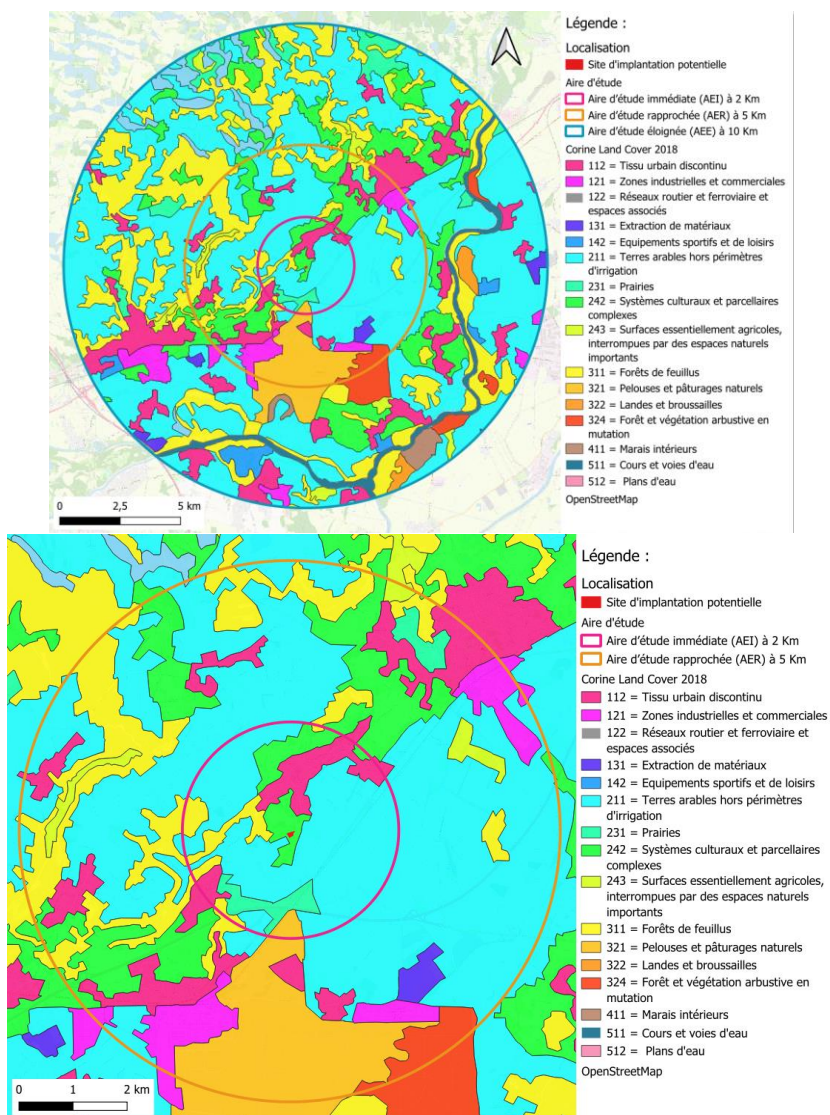 Légende :
Localisation
Site d'implantation potentielle
Aire d'étude
Aire d'étude immédiate (AEI) à 2 Km
Aire d'étude rapprochée (AER) à 5 Km
Aire d'étude éloignée (AEE) à 10 Km
Corine Land Cover 2018
112 = Tissu urbain discontinu
121 = Zones industrielles et commerciales
122 = Réseaux routier et ferroviaire et
espaces associés
131 = Extraction de matériaux
142 = Equipements sportifs et de loisirs
211 = Terres arables hors périmètres
d'irrigation
231 = Prairies
242 = Systèmes culturaux et parcellaires
complexes
243 = Surfaces essentiellement agricoles,
interrompues par des espaces naturels
importants
311 = Forêts de feuillus
321 = Pelouses et pâturages naturels
322 = Landes et broussailles
324 = Forêt et végétation arbustive en
mutation
411 = Marais intérieurs
511 = Cours et voies d'eau
512 = Plans d'eau
OpenStreetMap
0 2,5 5 km
Légende :
Localisation
Site d'implantation potentielle
Aire d'étude
Aire d'étude immédiate (AEI) à 2 Km
Aire d'étude rapprochée (AER) à 5 Km
Corine Land Cover 2018
112 = Tissu urbain discontinu
121 = Zones industrielles et commerciales
122 = Réseaux routier et ferroviaire et
espaces associés
131 = Extraction de matériaux
142 = Equipements sportifs et de loisirs
211 = Terres arables hors périmètres
d'irrigation
231 = Prairies
242 = Systèmes culturaux et parcellaires
complexes
243 = Surfaces essentiellement agricoles,
interrompues par des espaces naturels
importants
311 = Forêts de feuillus
321 = Pelouses et pâturages naturels
322 = Landes et broussailles
324 = Forêt et végétation arbustive en
mutation
411 = Marais intérieurs
511 = Cours et voies d'eau
512 = Plans d'eau
OpenStreetMap
0 1 2 km